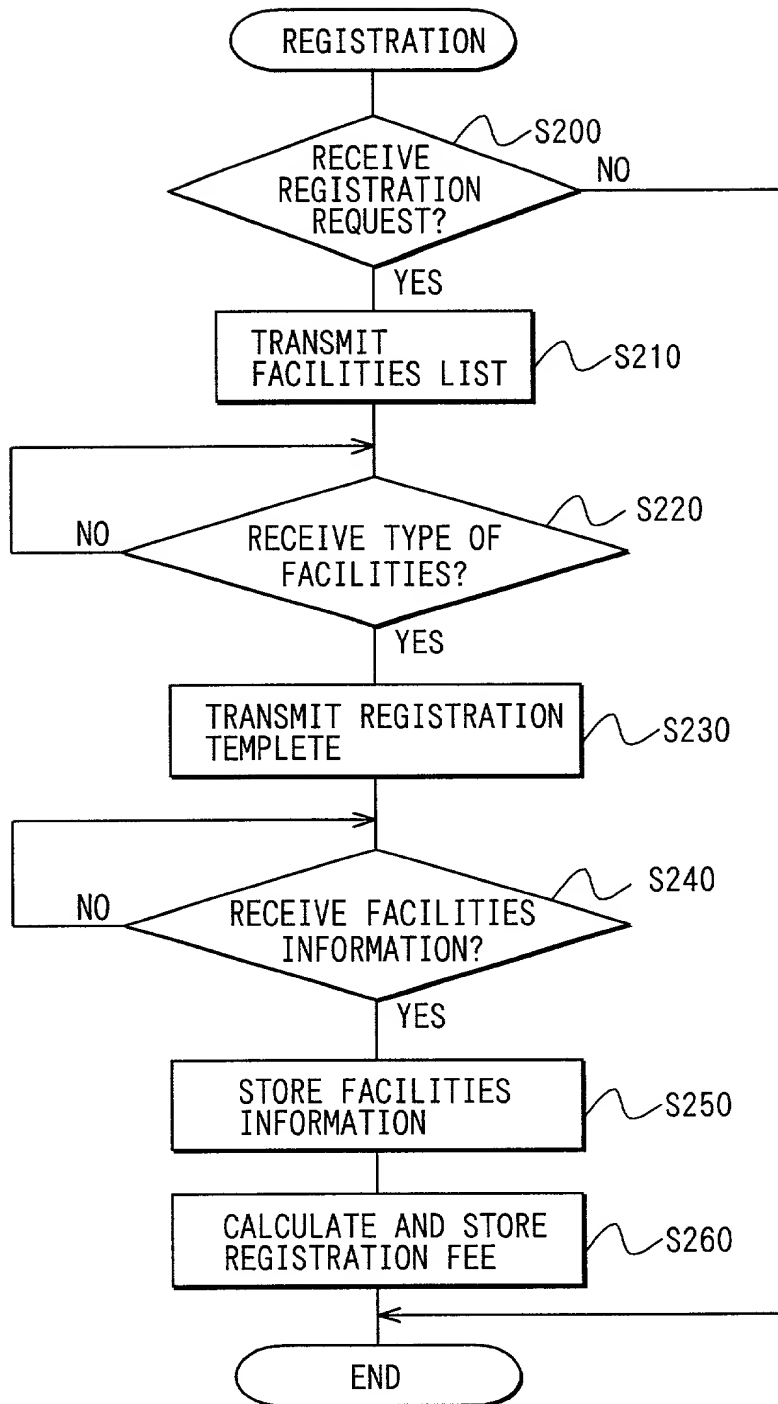 REGISTRATION
S200
RECEIVE
REGISTRATION
REQUEST?
NO
YES
TRANSMIT
FACILITIES LIST
S210
S220
NO
RECEIVE TYPE OF
FACILITIES?
YES
TRANSMIT REGISTRATION
TEMPLETE
S230
S240
NO
RECEIVE FACILITIES
INFORMATION?
YES
STORE FACILITIES
INFORMATION
S250
CALCULATE AND STORE
REGISTRATION FEE
S260
END